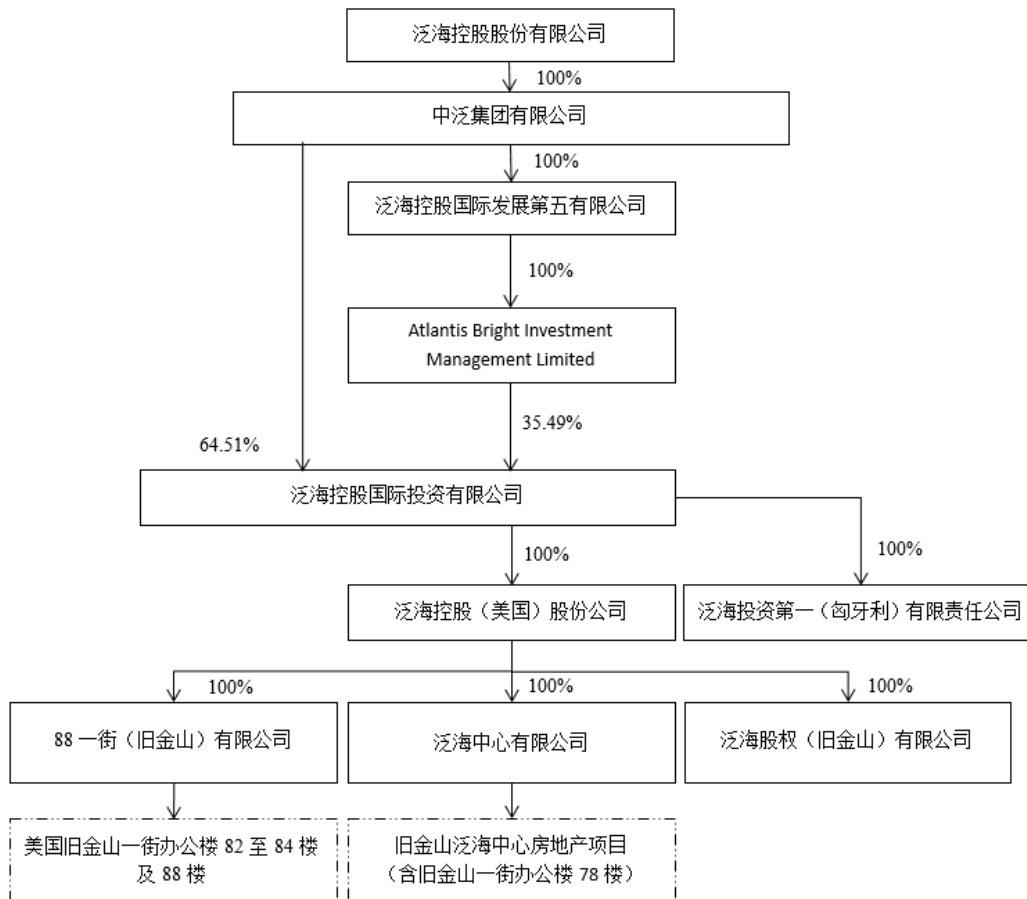 泛海控股股份有限公司
100%
中泛集团有限公司
100%
泛海控股国际发展第五有限公司
100%
Atlantis Bright Investment
Management Limited
35.49%
64.51%
泛海控股国际投资有限公司
100%
100%
泛海控股（美国）股份公司
泛海投资第一（匈牙利）有限责任公司
100%
100%
100%
88 一街（旧金山）有限公司
泛海中心有限公司
泛海股权（旧金山）有限公司
美国旧金山一街办公楼 82 至 84 楼
及 88 楼
旧金山泛海中心房地产项目
（含旧金山一街办公楼 78 楼）